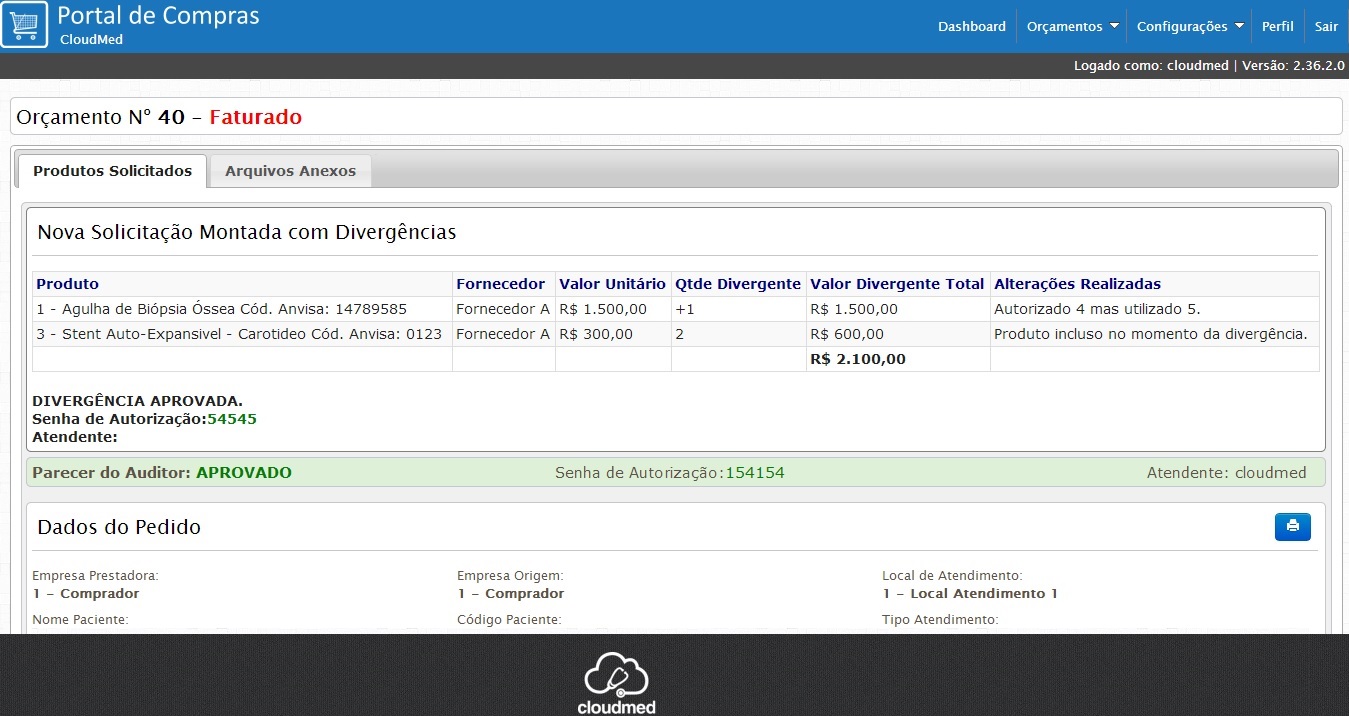 Portal de Compras
CloudMed
Dashboard Orçamentos Configurações Perfil Sair
Logado como: cloudmed | Versão: 2.36.2.0
Orçamento N° 40 - Faturado
Produtos Solicitados Arquivos Anexos
Nova Solicitação Montada com Divergências
Produto Fornecedor Valor Unitário Qtde Divergente Valor Divergente Total Alterações Realizadas
1 - Agulha de Biópsia Óssea Cód. Anvisa: 14789585 Fornecedor A R$ 1.500,00 +1 R$ 1.500,00 Autorizado 4 mas utilizado 5.
3 - Stent Auto-Expansivel - Carotideo Cód. Anvisa: 0123 Fornecedor A R$ 300,00 2 R$ 600,00 Produto incluso no momento da divergência.
R$ 2.100,00
DIVERGÊNCIA APROVADA.
Senha de Autorização:54545
Atendente:
Parecer do Auditor: APROVADO Senha de Autorização:154154 Atendente: cloudmed
Dados do Pedido
Empresa Prestadora: Empresa Origem: Local de Atendimento:
1 - Comprador 1 - Comprador 1 - Local Atendimento 1
Nome Paciente: Código Paciente: Tipo Atendimento:
cloudmed